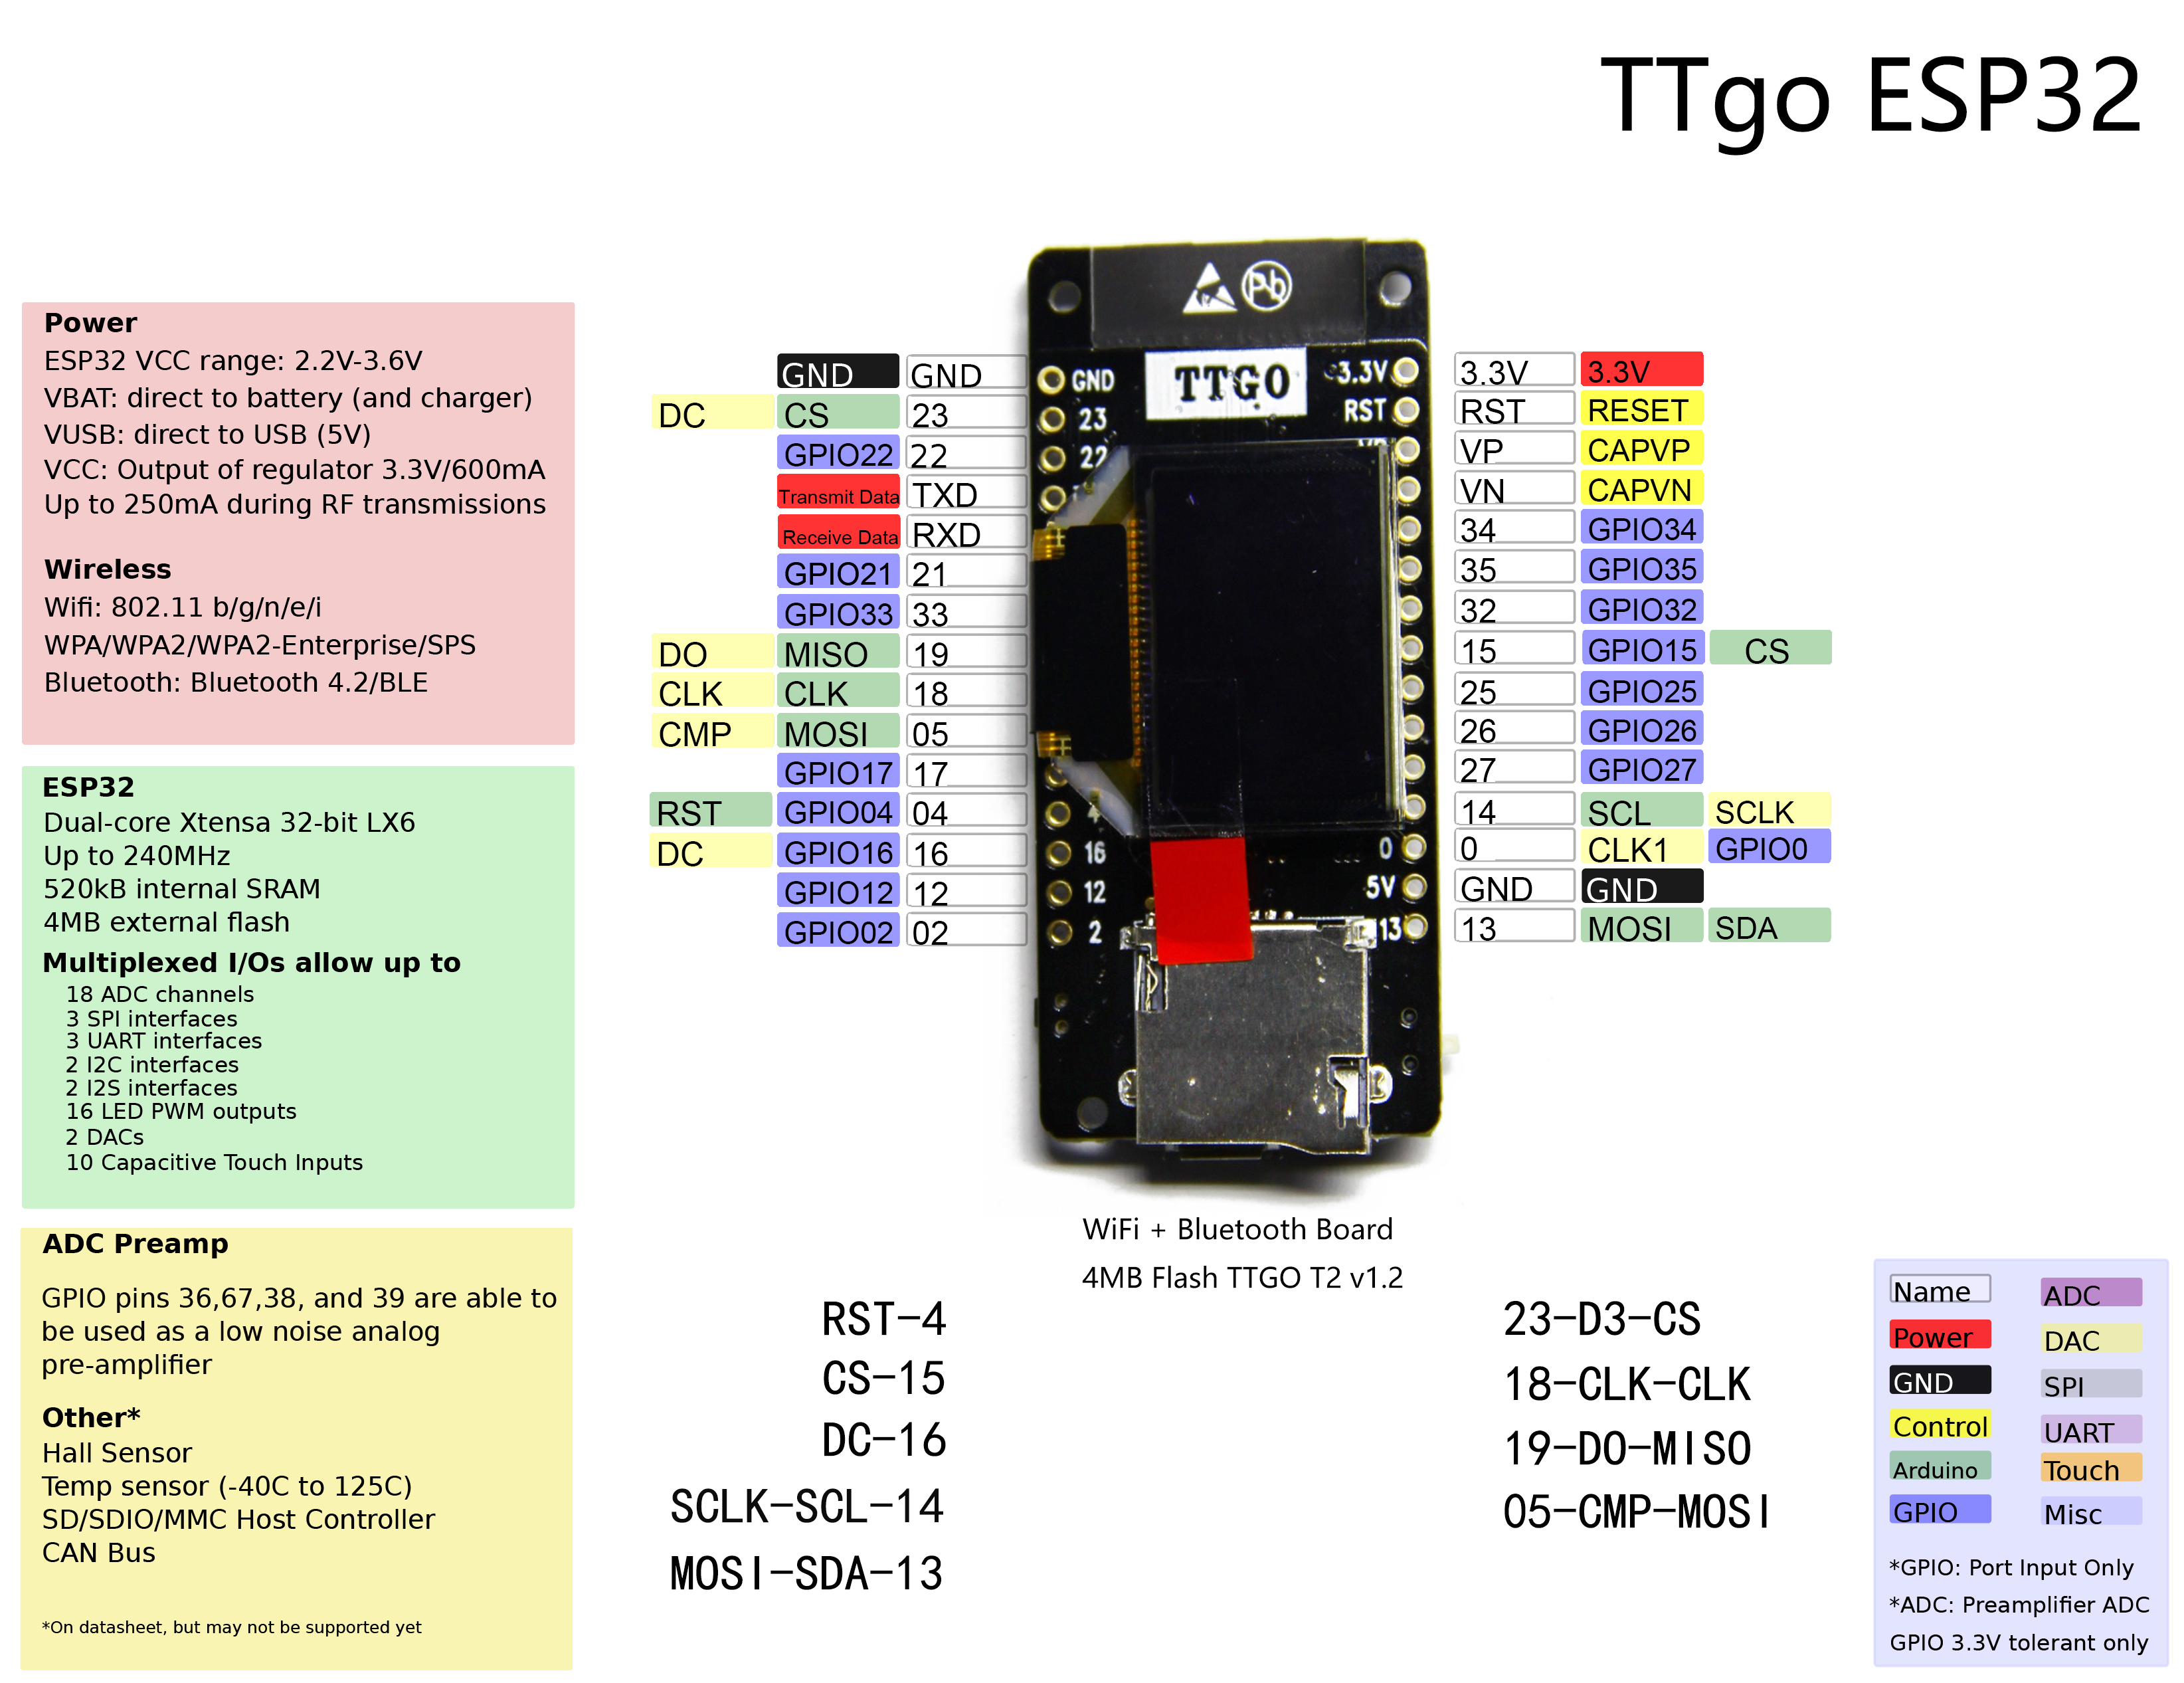 TTgo ESP32
Power
ESP32 VCC range: 2.2V-3.6V
VBAT: direct to battery (and charger)
VUSB: direct to USB (5V)
VCC: Output of regulator 3.3V/600mA
Up to 250mA during RF transmissions
Wireless
Wifi: 802.11 b/g/n/e/i
WPA/WPA2/WPA2-Enterprise/SPS
Bluetooth: Bluetooth 4.2/BLE
ESP32
Dual-core Xtensa 32-bit LX6
Up to 240MHz
520kB internal SRAM
4MB external flash
Multiplexed I/Os allow up to
18 ADC channels
3 SPI interfaces
3 UART interfaces
2 I2C interfaces
2 I2S interfaces
16 LED PWM outputs
2 DACs
10 Capacitive Touch Inputs
ADC Preamp
GPIO pins 36,67,38, and 39 are able to
be used as a low noise analog
pre-amplifier
Other*
Hall Sensor
Temp sensor (-40C to 125C)
SD/SDIO/MMC Host Controller
CAN Bus
*On datasheet, but may not be supported yet
GND GND
DC CS 23
GPIO22 22
Transmit Data TXD
Receive Data RXD
GPIO21 21
GPIO33 33
DO MISO 19
CLK CLK 18
CMP MOSI 05
GPIO17 17
RST GPIO04 04
DC GPIO16 16
GPIO12 12
GPIO02 02
Pb
TTGO
GND 3.3V
23 RST
22
4
16 0
12 5V
2 13
3.3V 3.3V
RST RESET
VP CAPVP
VN CAPVN
34 GPIO34
35 GPIO35
32 GPIO32
15 GPIO15 CS
25 GPIO25
26 GPIO26
27 GPIO27
14 SCL SCLK
0 CLK1 GPIO0
GND GND
13 MOSI SDA
WiFi + Bluetooth Board
4MB Flash TTGO T2 v1.2
RST-4
CS-15
DC-16
SCLK-SCL-14
MOSI-SDA-13
23-D3-CS
18-CLK-CLK
19-DO-MISO
05-CMP-MOSI
Name ADC
Power DAC
GND SPI
Control UART
Arduino Touch
GPIO Misc
*GPIO: Port Input Only
*ADC: Preamplifier ADC
GPIO 3.3V tolerant only